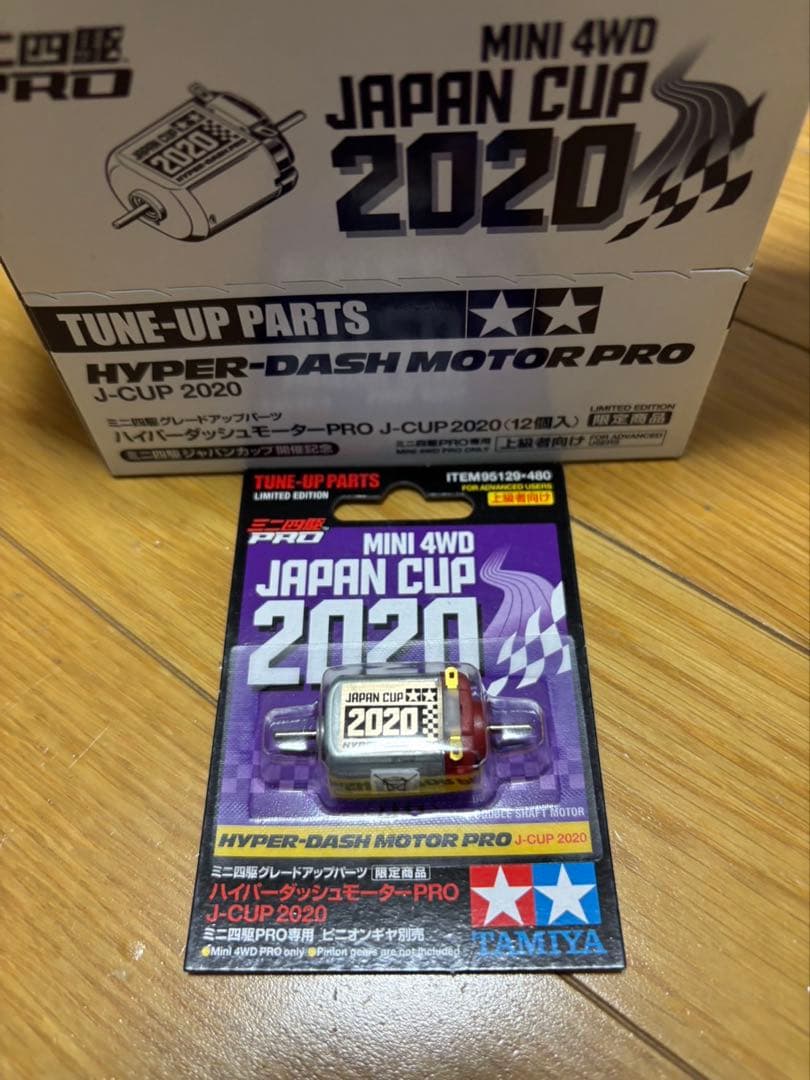 ミニ四駆
PRO
JAPAN CUP
2020
HYPER-DASH PRO
MINI 4WD
JAPAN CUP
2020
TUNE-UP PARTS
HYPER-DASH MOTOR PRO
J-CUP 2020
ミニ四駆グレードアップパーツ
ハイパーダッシュモーターPRO J-CUP 2020(12個入)
LIMITED EDITION
限定商品
ミニ四駆 ジャパンカップ 開催記念
ミニ四駆PRO専用
MINI 4WD PRO ONLY
上級者向け
FOR ADVANCED
USERS
TUNE-UP PARTS
LIMITED EDITION
ITEM 95129・480
FOR ADVANCED USERS
上級者向け
ミニ四駆™
PRO
MINI 4WD
JAPAN CUP
2020
JAPAN CUP
2020
DOUBLE SHAFT MOTOR
HYPER-DASH MOTOR PRO J-CUP 2020
ミニ四駆グレードアップパーツ 限定商品
ハイパーダッシュモーターPRO
J-CUP 2020
ミニ四駆PRO専用 ピニオンギヤ別売
●Mini 4WD PRO only ●Pinion gears are not included
TAMIYA